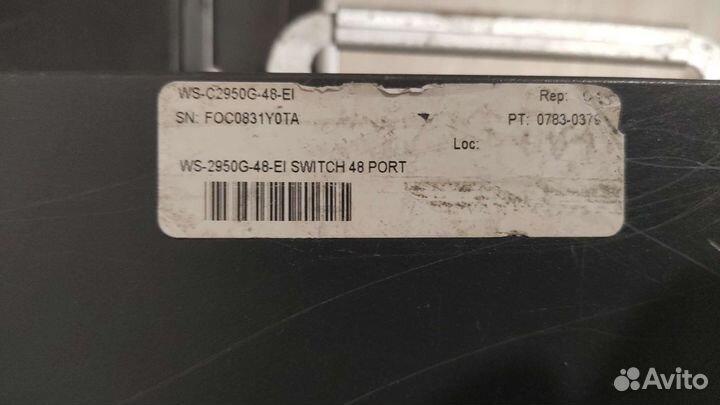 WS-C2950G-48-EI Rep:
SN: FOC0831Y0TA PT: 0783-0379
Loc:
WS-2950G-48-EI SWITCH 48 PORT
Avito